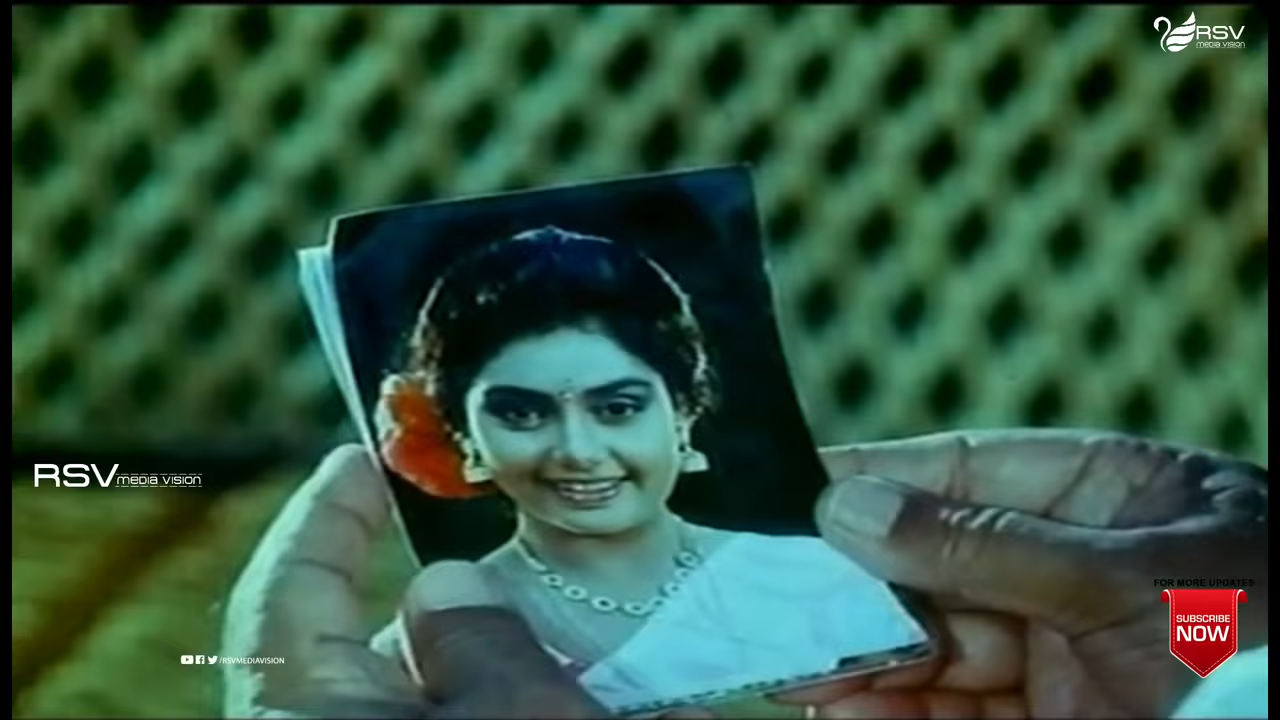 RSV
media vision
RSV media vision
FOR MORE UPDATES
SUBSCRIBE
NOW
/RSVMEDIAVISION